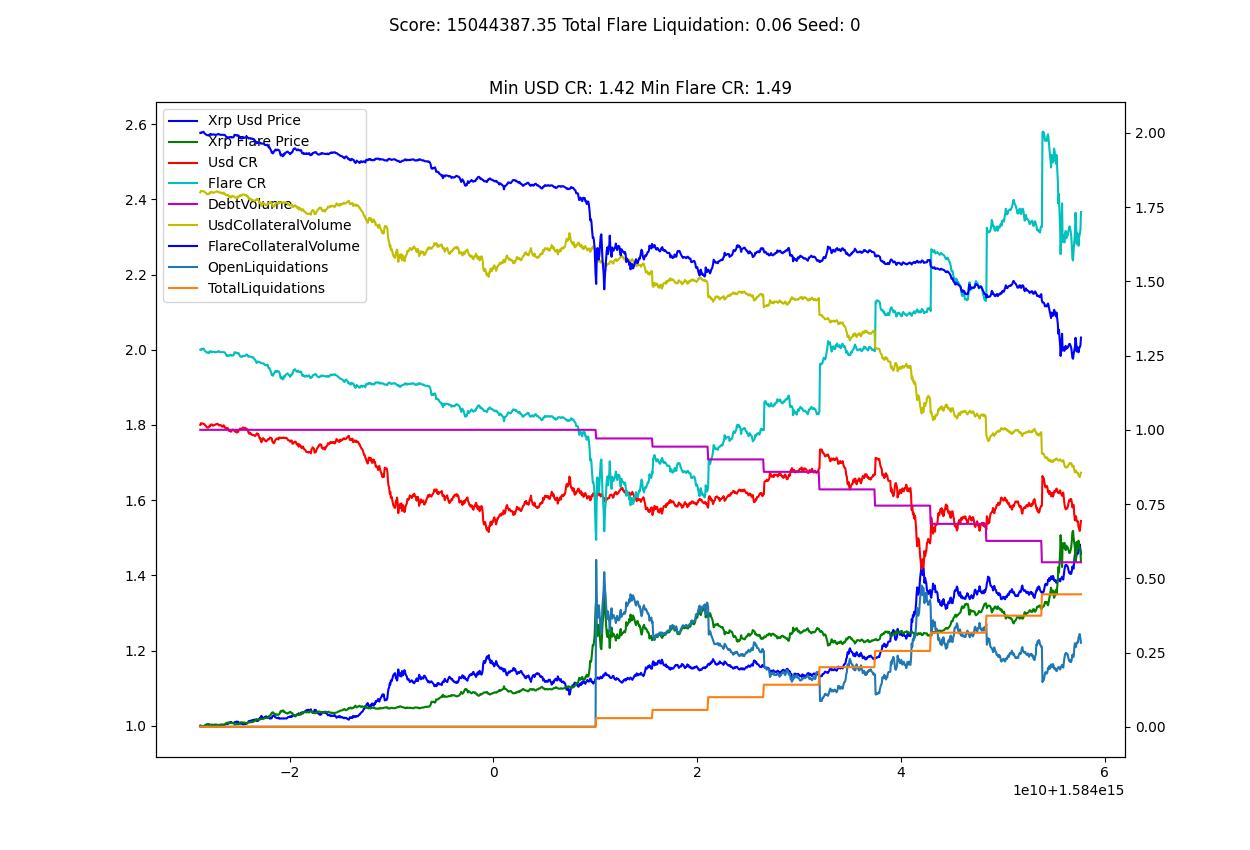 Score: 15044387.35 Total Flare Liquidation: 0.06 Seed: 0
Min USD CR: 1.42 Min Flare CR: 1.49
Xrp Usd Price
Xrp Flare Price
Usd CR
Flare CR
DebtVolume
UsdCollateralVolume
FlareCollateralVolume
OpenLiquidations
TotalLiquidations
2.6
2.4
2.2
2.0
1.8
1.6
1.4
1.2
1.0
2.00
1.75
1.50
1.25
1.00
0.75
0.50
0.25
0.00
−2
0
2
4
6
1e10+1.584e15